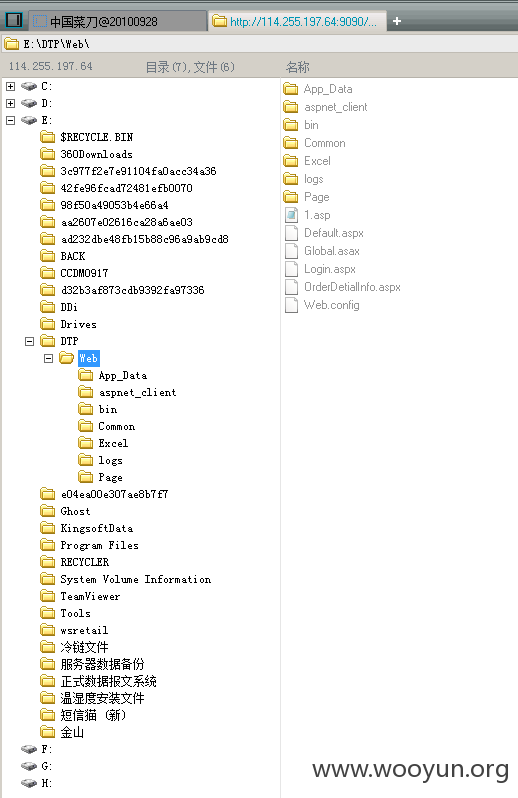 中国菜刀@20100928
http://114.255.197.64:9090/...
E:\DTP\Web\
114.255.197.64
目录(7),文件(6)
名称
C:
D:
E:
$RECYCLE.BIN
360Downloads
3c977f2e7e91104fa0acc34a36
42fe96fcad72481efb0070
98f50a49053b4e66a4
aa2607e02616ca28a6ae03
ad232dbe48fb15b88c96a9ab9cd8
BACK
CCDM0917
d32b3af873cdb9392fa97336
DDi
Drives
DTP
Web
App_Data
aspnet_client
bin
Common
Excel
logs
Page
e04ea00e307ae8b7f7
Ghost
KingsoftData
Program Files
RECYCLER
System Volume Information
TeamViewer
Tools
wsretail
冷链文件
服务器数据备份
正式数据报文系统
温湿度安装文件
短信猫 (新)
金山
F:
G:
H:
App_Data
aspnet_client
bin
Common
Excel
logs
Page
1.asp
Default.aspx
Global.asax
Login.aspx
OrderDetialInfo.aspx
Web.config
www.wooyun.org